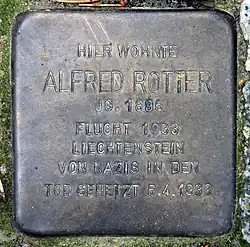 HIER WOHNTE
ALFRED ROTTER
JG. 1886
FLUCHT 1933
LIECHTENSTEIN
VON NAZIS IN DEN
TOD GEHETZT 5.4.1933